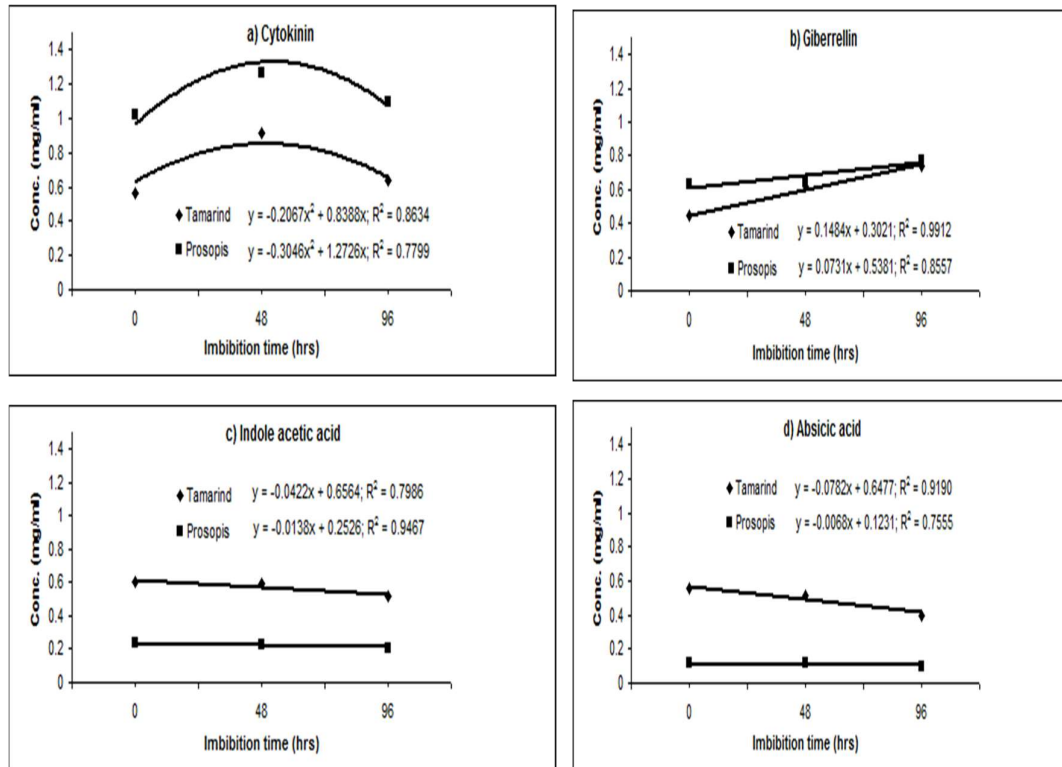 a) Cytokinin
Conc. (mg/ml)
1.4
1.2
1
0.8
0.6
0.4
0.2
0
Tamarind y = -0.2067x² + 0.8388x; R² = 0.8634
Prosopis y = -0.3046x² + 1.2726x; R² = 0.7799
0 48 96
Imbibition time (hrs)
b) Giberrellin
Conc. (mg/ml)
1.4
1.2
1
0.8
0.6
0.4
0.2
0
Tamarind y = 0.1484x + 0.3021; R² = 0.9912
Prosopis y = 0.0731x + 0.5381; R² = 0.8557
0 48 96
Imbibition time (hrs)
c) Indole acetic acid
Conc. (mg/ml)
1.4
1.2
1
0.8
0.6
0.4
0.2
0
Tamarind y = -0.0422x + 0.6564; R² = 0.7986
Prosopis y = -0.0138x + 0.2526; R² = 0.9467
0 48 96
Imbibition time (hrs)
d) Absicic acid
Conc. (mg/ml)
1.4
1.2
1
0.8
0.6
0.4
0.2
0
Tamarind y = -0.0782x + 0.6477; R² = 0.9190
Prosopis y = -0.0068x + 0.1231; R² = 0.7555
0 48 96
Imbibition time (hrs)